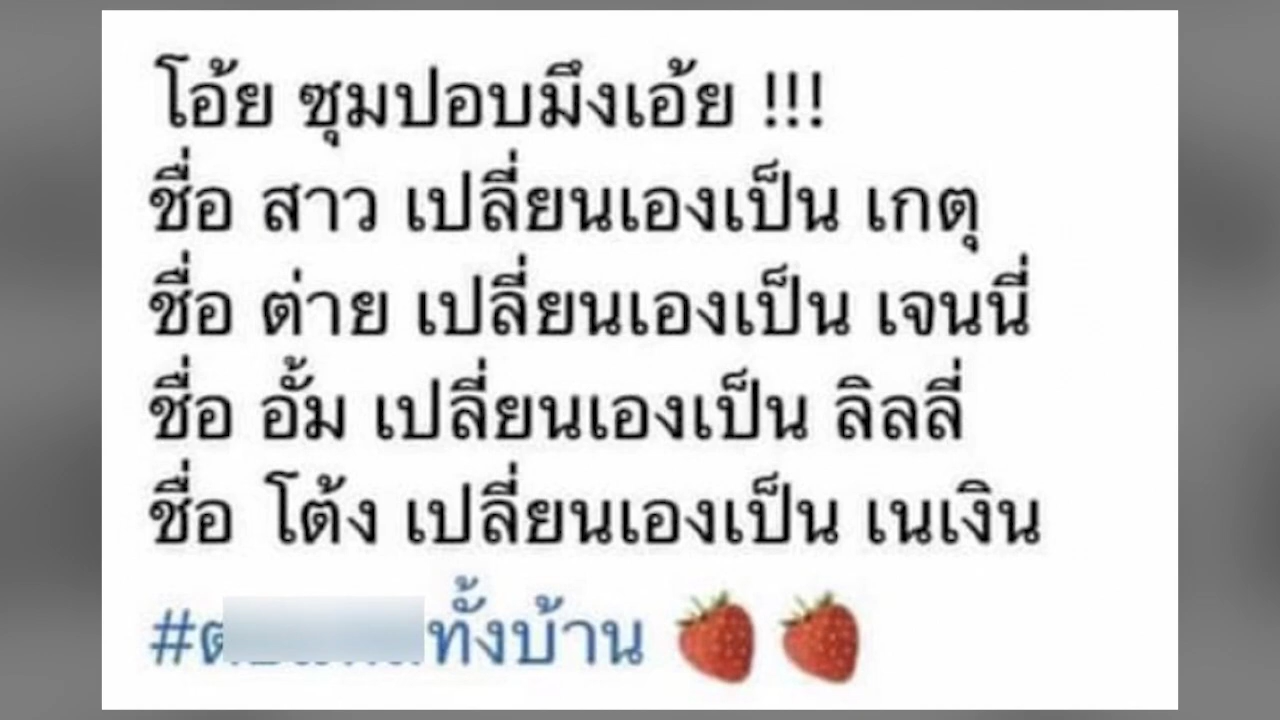 โอ้ย ซุมปอบมึงเอ้ย !!!
ชื่อ สาว เปลี่ยนเองเป็น เกตุ
ชื่อ ต่าย เปลี่ยนเองเป็น เจนนี่
ชื่อ อั้ม เปลี่ยนเองเป็น ลิลลี่
ชื่อ โต้ง เปลี่ยนเองเป็น เนเงิน
ทั้งบ้าน